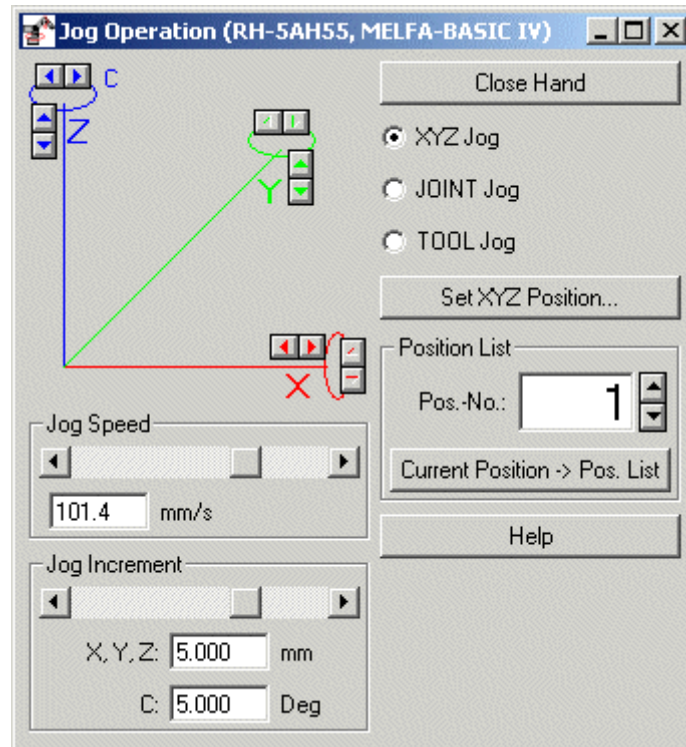 Jog Operation (RH-5AH55, MELFA-BASIC IV)
C
Z
Y
X
Close Hand
XYZ Jog
JOINT Jog
TOOL Jog
Set XYZ Position...
Position List
Pos.-No.: 1
Current Position -> Pos. List
Help
Jog Speed
101.4 mm/s
Jog Increment
X, Y, Z: 5.000 mm
C: 5.000 Deg